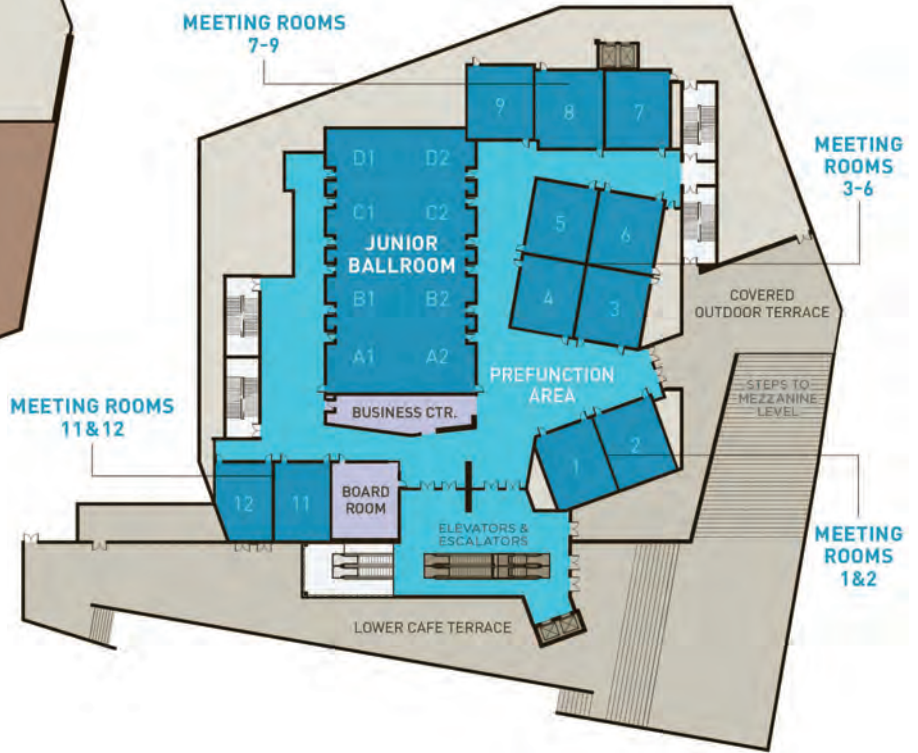 MEETING ROOMS
7-9
9 8 7
MEETING
ROOMS
3-6
D1 D2
C1 C2
5 6
JUNIOR
BALLROOM
B1 B2
4 3
COVERED
OUTDOOR TERRACE
A1 A2
PREFUNCTION
AREA
STEPS TO
MEZZANINE
LEVEL
MEETING ROOMS
11&12
BUSINESS CTR.
1 2
12 11
BOARD
ROOM
ELEVATORS &
ESCALATORS
MEETING
ROOMS
1&2
LOWER CAFE TERRACE